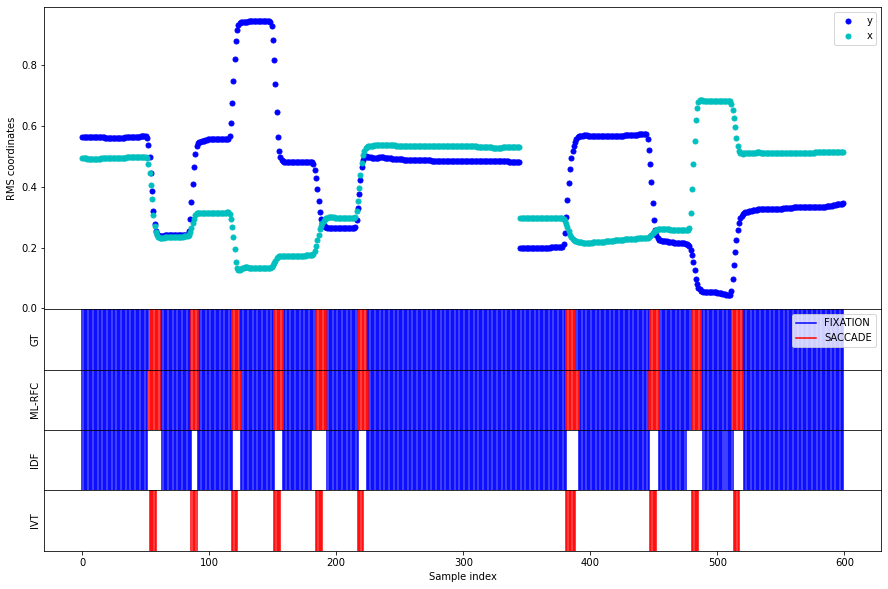 y
x
RMS coordinates
0.8
0.6
0.4
0.2
0.0
FIXATION
SACCADE
GT
ML-RFC
IDF
IVT
0 100 200 300 400 500 600
Sample index